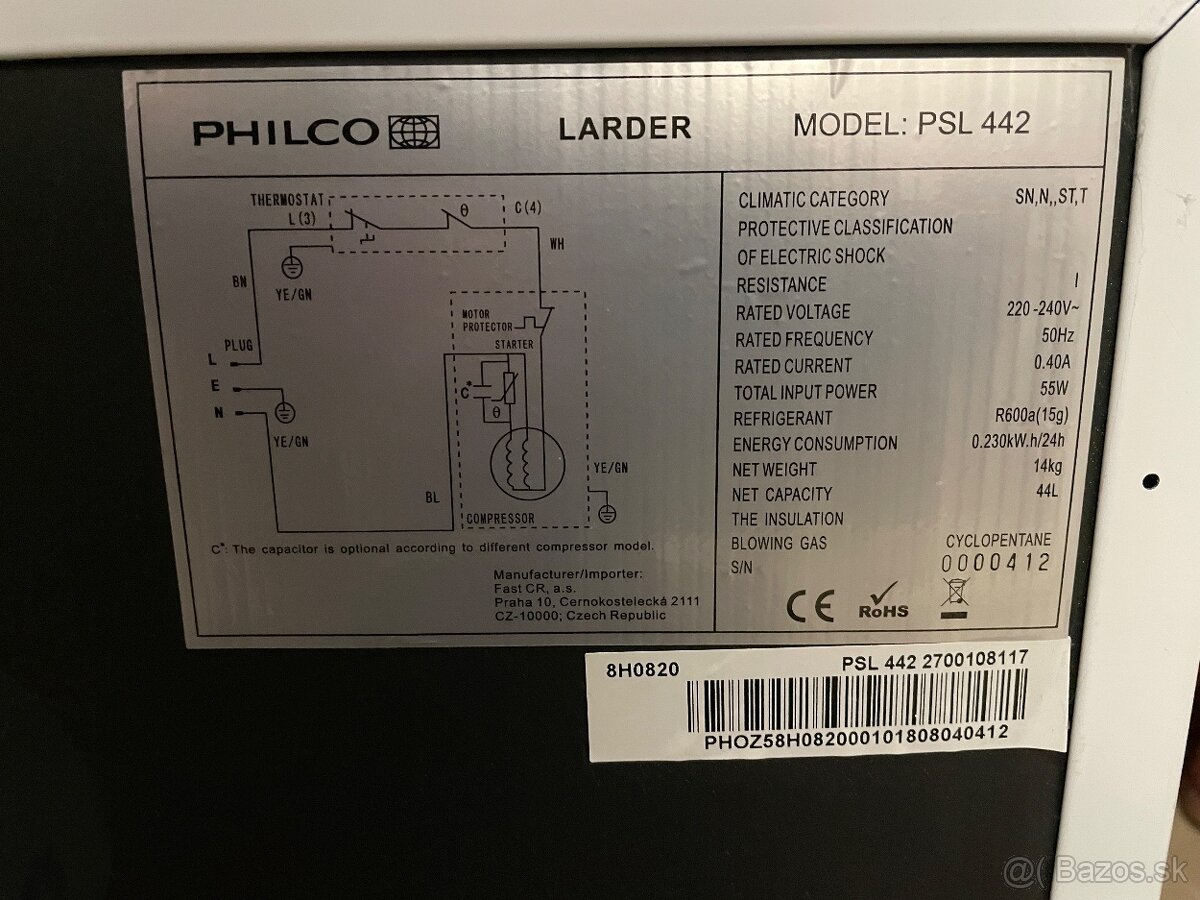 PHILCO
LARDER
MODEL: PSL 442
THERMOSTAT
L(3)
θ
C(4)
WH
BN
YE/GN
MOTOR
PROTECTOR
STARTER
PLUG
L
E
N
C*
θ
YE/GN
YE/GN
BL
COMPRESSOR
C*: The capacitor is optional according to different compressor model.
Manufacturer/Importer:
Fast CR, a.s.
Praha 10, Cernokostelecká 2111
CZ-10000; Czech Republic
CLIMATIC CATEGORY SN,N,,ST,T
PROTECTIVE CLASSIFICATION
OF ELECTRIC SHOCK
RESISTANCE I
RATED VOLTAGE 220-240V~
RATED FREQUENCY 50Hz
RATED CURRENT 0.40A
TOTAL INPUT POWER 55W
REFRIGERANT R600a(15g)
ENERGY CONSUMPTION 0.230kW.h/24h
NET WEIGHT 14kg
NET CAPACITY 44L
THE INSULATION
BLOWING GAS CYCLOPENTANE
S/N 0000412
CE RoHS
8H0820 PSL 442 2700108117
PHOZ58H082000101808040412
@( Bazos.sk